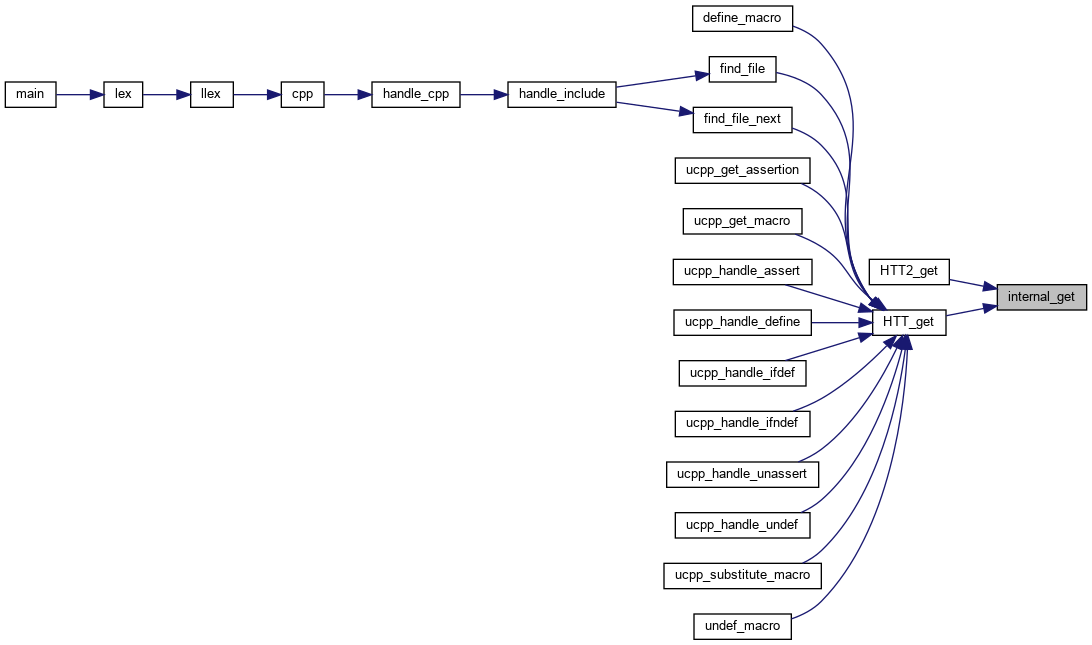 define_macro
find_file
main
lex
llex
cpp
handle_cpp
handle_include
find_file_next
ucpp_get_assertion
ucpp_get_macro
ucpp_handle_assert
HTT2_get
internal_get
ucpp_handle_define
HTT_get
ucpp_handle_ifdef
ucpp_handle_ifndef
ucpp_handle_unassert
ucpp_handle_undef
ucpp_substitute_macro
undef_macro